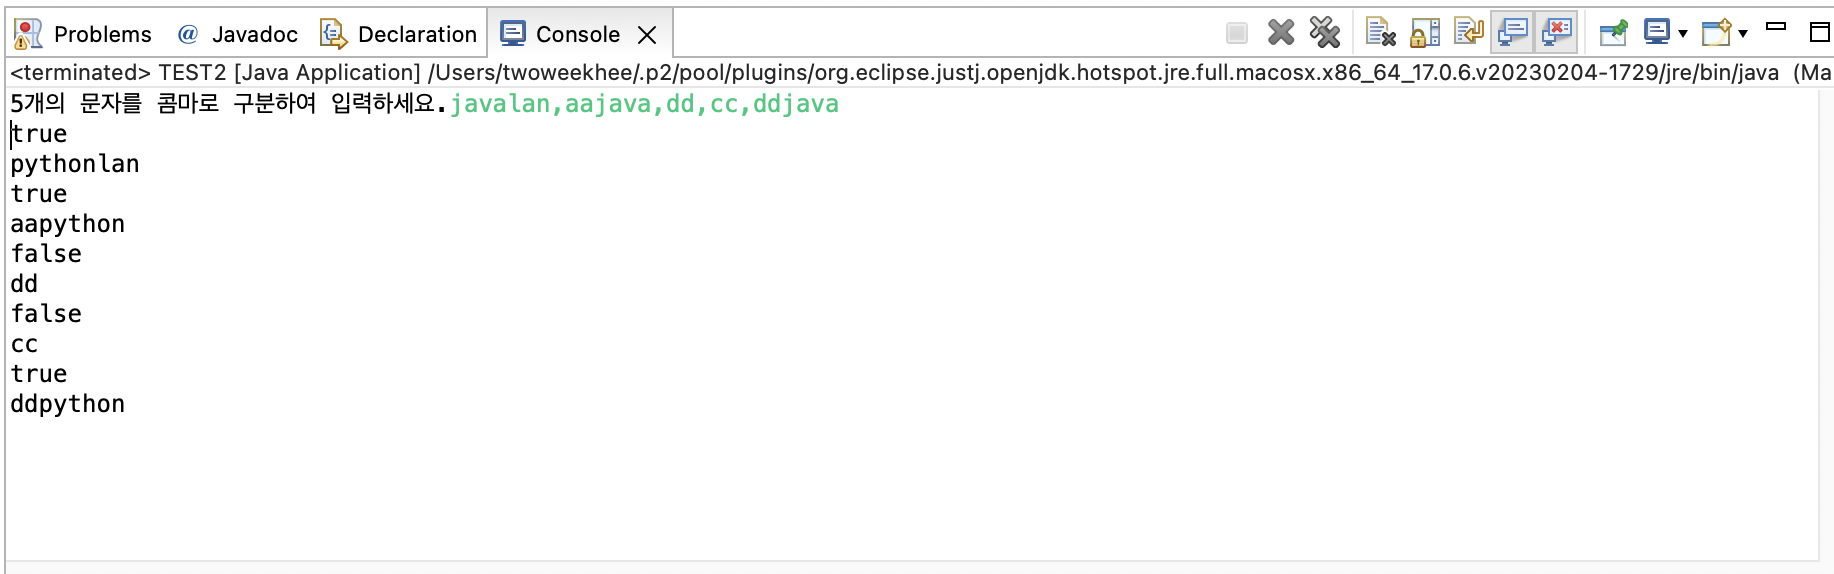 Problems @ Javadoc Declaration Console
<terminated> TEST2 [Java Application] /Users/twoweekhee/.p2/pool/plugins/org.eclipse.justj.openjdk.hotspot.jre.full.macosx.x86_64_17.0.6.v20230204-1729/jre/bin/java (Ma
5개의 문자를 콤마로 구분하여 입력하세요.javalan,aajava,dd,cc,ddjava
true
pythonlan
true
aapython
false
dd
false
cc
true
ddpython